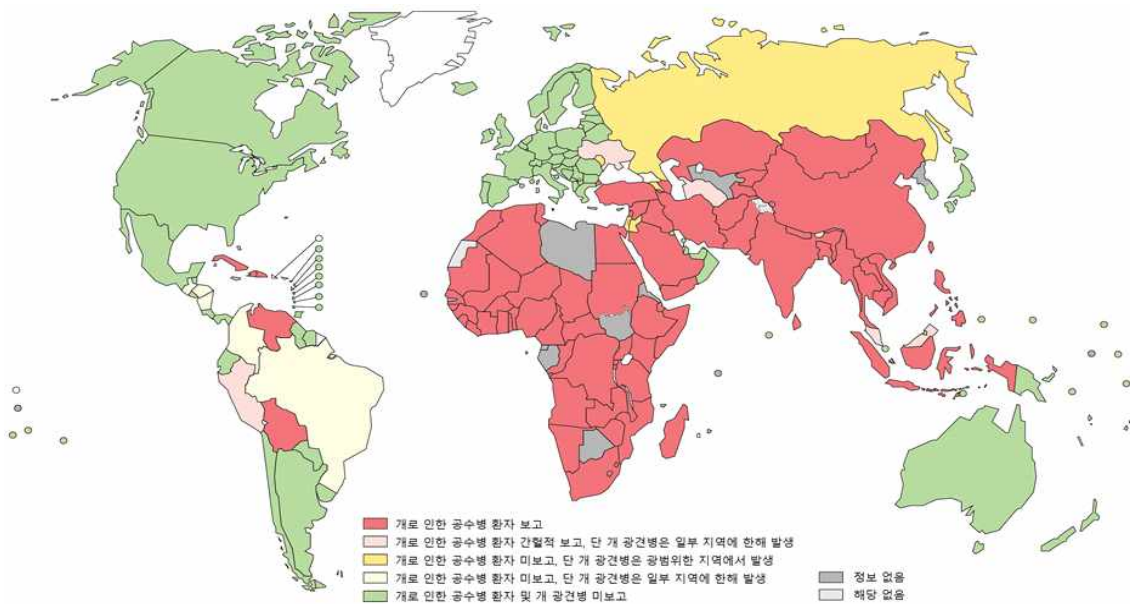 개로 인한 공수병 환자 보고
개로 인한 공수병 환자 간헐적 보고, 단 개 광견병은 일부 지역에 한해 발생
개로 인한 공수병 환자 미보고, 단 개 광견병은 광범위한 지역에서 발생
개로 인한 공수병 환자 미보고, 단 개 광견병은 일부 지역에 한해 발생
개로 인한 공수병 환자 및 개 광견병 미보고
정보 없음
해당 없음